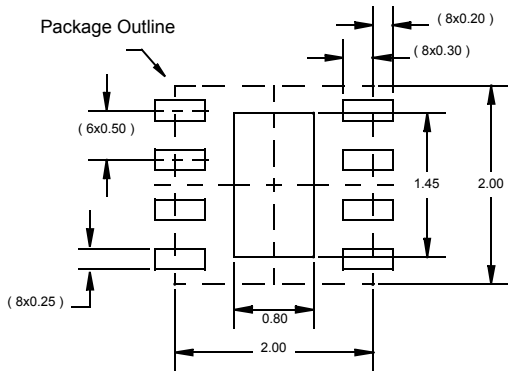 ( 8x0.20 )
Package Outline
( 8x0.30 )
( 6x0.50 )
1.45
2.00
( 8x0.25 )
0.80
2.00